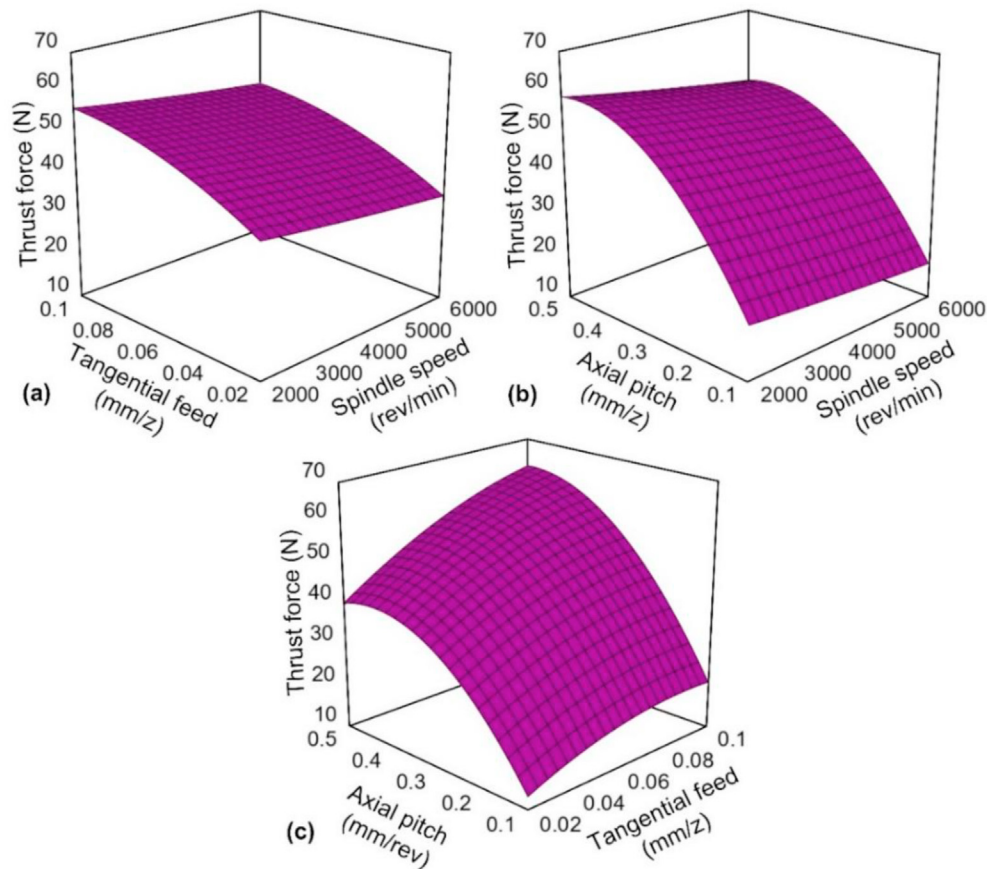 70
60
50
40
30
20
10
Thrust force (N)
0.1
0.08
0.06
0.04
0.02
Tangential feed
(mm/z)
2000
3000
4000
5000
6000
Spindle speed
(rev/min)
(a)
70
60
50
40
30
20
10
Thrust force (N)
0.5
0.4
0.3
0.2
0.1
Axial pitch
(mm/z)
2000
3000
4000
5000
6000
Spindle speed
(rev/min)
(b)
70
60
50
40
30
20
10
Thrust force (N)
0.5
0.4
0.3
0.2
0.1
Axial pitch
(mm/rev)
0.02
0.04
0.06
0.08
0.1
Tangential feed
(mm/z)
(c)